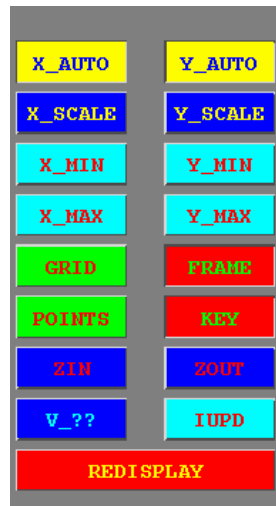 X_AUTO Y_AUTO
X_SCALE Y_SCALE
X_MIN Y_MIN
X_MAX Y_MAX
GRID FRAME
POINTS KEY
ZIN ZOUT
V_?? IUPD
REDISPLAY